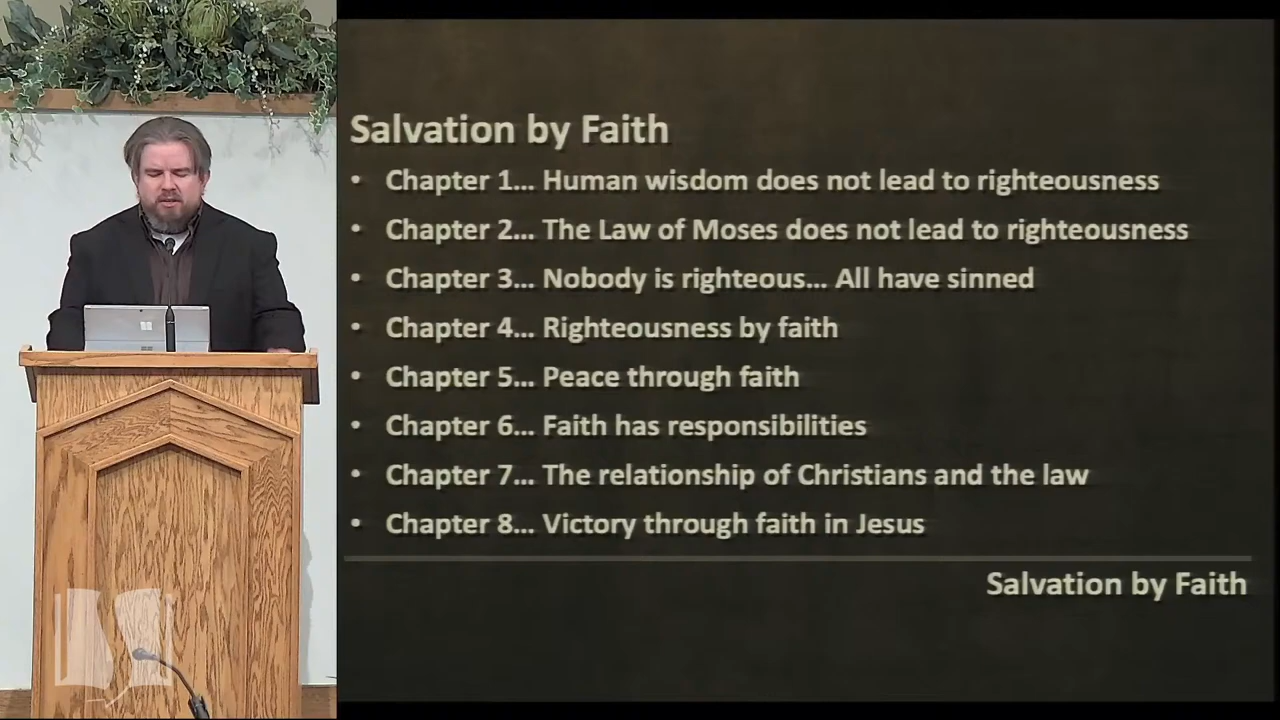 Salvation by Faith
• Chapter 1... Human wisdom does not lead to righteousness
• Chapter 2... The Law of Moses does not lead to righteousness
• Chapter 3... Nobody is righteous... All have sinned
• Chapter 4... Righteousness by faith
• Chapter 5... Peace through faith
• Chapter 6... Faith has responsibilities
• Chapter 7... The relationship of Christians and the law
• Chapter 8... Victory through faith in Jesus
Salvation by Faith